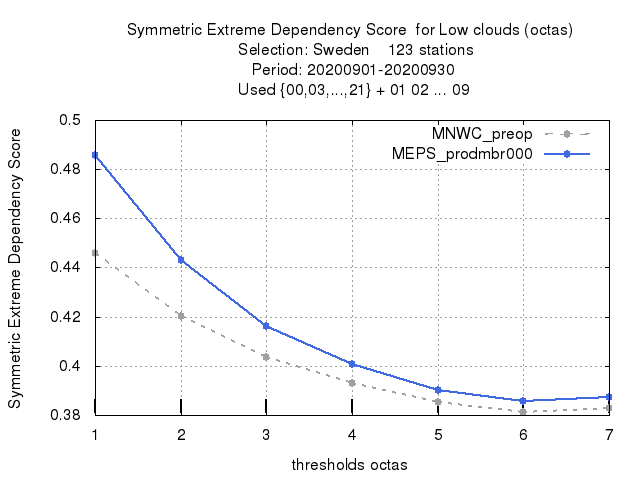 Symmetric Extreme Dependency Score  for Low clouds (octas)
Selection: Sweden    123 stations
Period: 20200901-20200930
Used {00,03,...,21} + 01 02 ... 09
MNWC_preop
MEPS_prodmbr000
Symmetric Extreme Dependency Score
0.5
0.48
0.46
0.44
0.42
0.4
0.38
1 2 3 4 5 6 7
thresholds octas